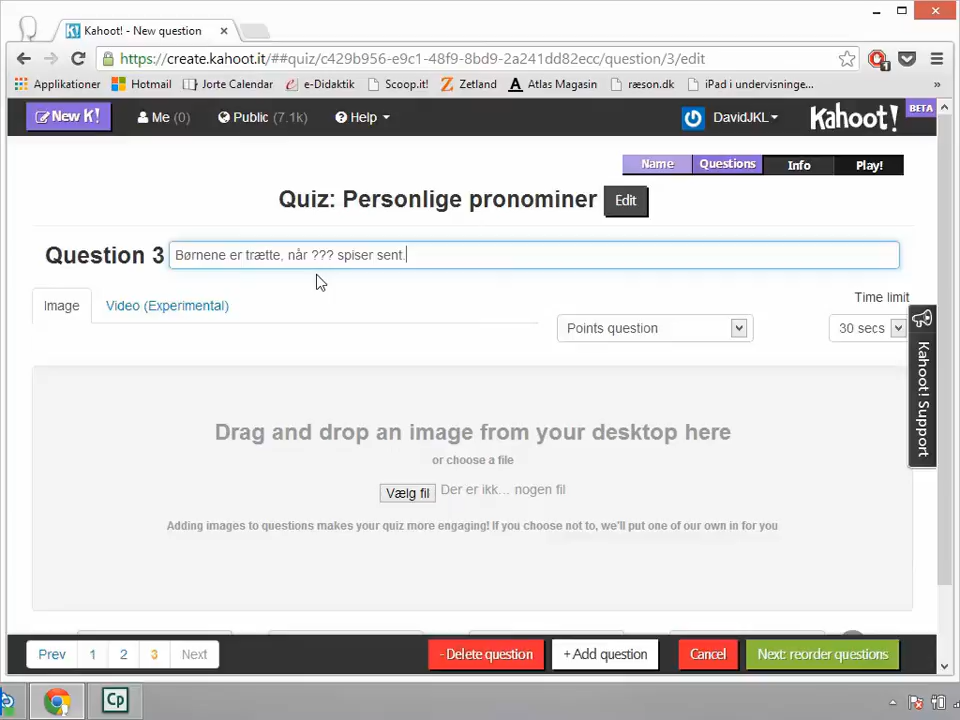 Kahoot! - New question
https://create.kahoot.it/##quiz/c429b956-e9c1-48f9-8bd9-2a241dd82ecc/question/3/edit
1
Applikationer Hotmail Jorte Calendar e-Didaktik Scoop.it! Zetland Atlas Magasin ræson.dk iPad i undervisninge... »
New K! Me (0) Public (7.1k) Help DavidJKL Kahoot! BETA
Name Questions Info Play!
Quiz: Personlige pronominer Edit
Question 3 Børnene er trætte, når ??? spiser sent.
Time limit
Image Video (Experimental)
Points question 30 secs
Kahoot! Support
Drag and drop an image from your desktop here
or choose a file
Vælg fil Der er ikk... nogen fil
Adding images to questions makes your quiz more engaging! If you choose not to, we'll put one of our own in for you
Prev 1 2 3 Next - Delete question + Add question Cancel Next: reorder questions
Cp